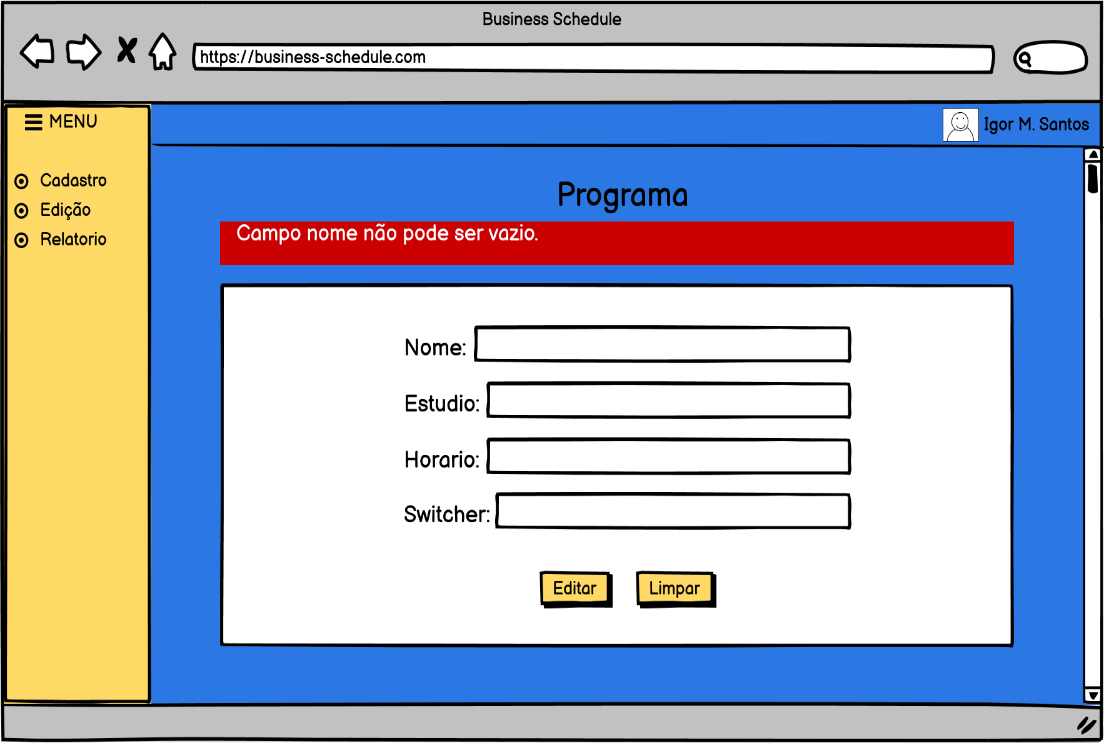 Business Schedule
https://business-schedule.com
MENU
Igor M. Santos
Cadastro
Edição
Relatorio
Programa
Campo nome não pode ser vazio.
Nome:
Estudio:
Horario:
Switcher:
Editar Limpar